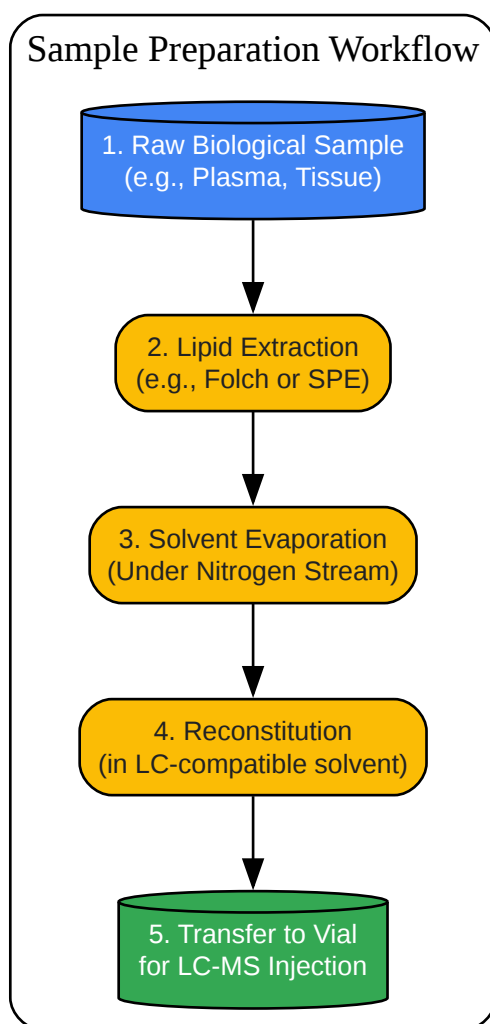 Sample Preparation Workflow
1. Raw Biological Sample
(e.g., Plasma, Tissue)
2. Lipid Extraction
(e.g., Folch or SPE)
3. Solvent Evaporation
(Under Nitrogen Stream)
4. Reconstitution
(in LC-compatible solvent)
5. Transfer to Vial
for LC-MS Injection